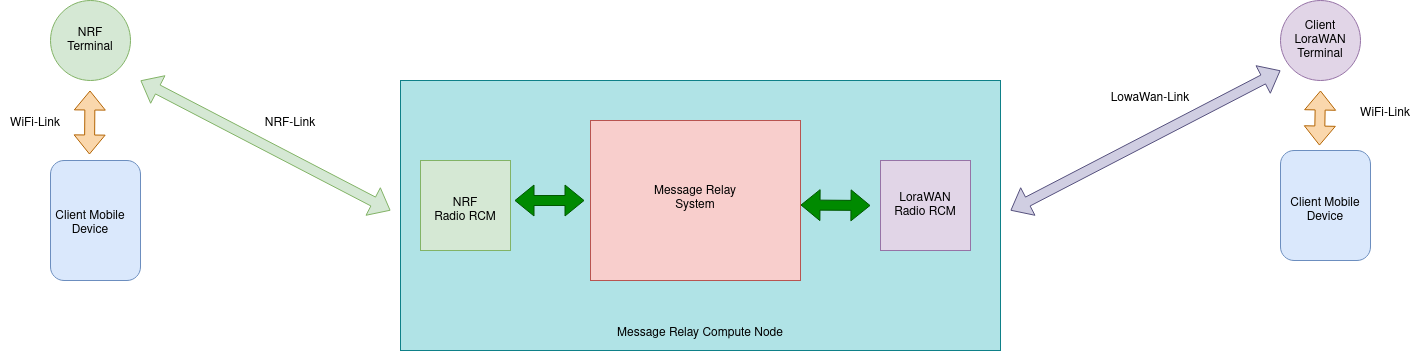 NRF
Terminal
WiFi-Link
Client Mobile
Device
NRF-Link
NRF
Radio RCM
Message Relay
System
LoraWAN
Radio RCM
Message Relay Compute Node
LowaWan-Link
Client
LoraWAN
Terminal
WiFi-Link
Client Mobile
Device